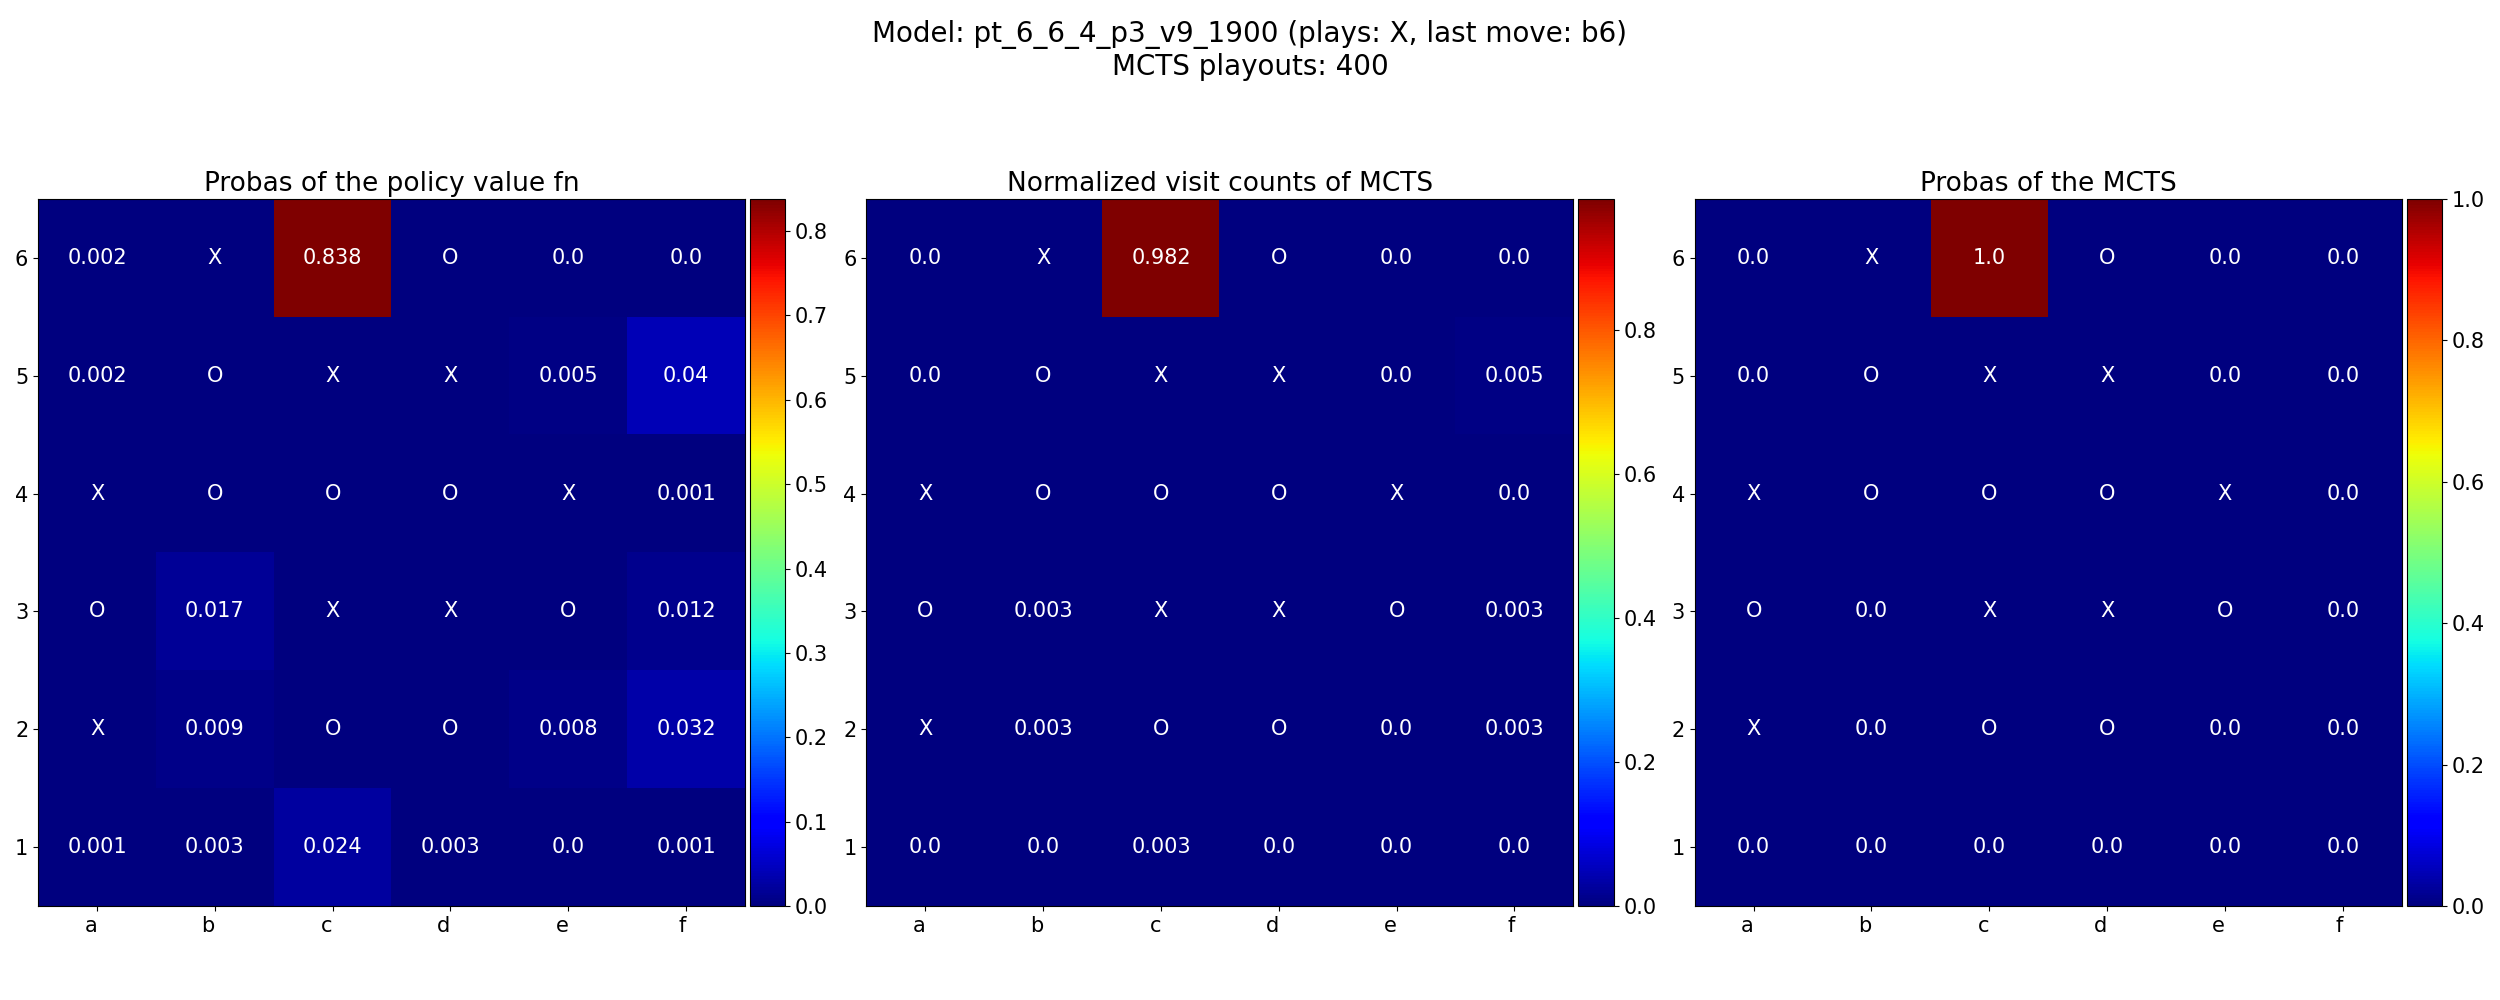 Model: pt_6_6_4_p3_v9_1900 (plays: X, last move: b6)
MCTS playouts: 400
Probas of the policy value fn
6 0.002 X 0.838 O 0.0 0.0
5 0.002 O X X 0.005 0.04
4 X O O O X 0.001
3 O 0.017 X X O 0.012
2 X 0.009 O O 0.008 0.032
1 0.001 0.003 0.024 0.003 0.0 0.001
a b c d e f
0.8
0.7
0.6
0.5
0.4
0.3
0.2
0.1
0.0
Normalized visit counts of MCTS
6 0.0 X 0.982 O 0.0 0.0
5 0.0 O X X 0.0 0.005
4 X O O O X 0.0
3 O 0.003 X X O 0.003
2 X 0.003 O O 0.0 0.003
1 0.0 0.0 0.003 0.0 0.0 0.0
a b c d e f
0.8
0.6
0.4
0.2
0.0
Probas of the MCTS
6 0.0 X 1.0 O 0.0 0.0
5 0.0 O X X 0.0 0.0
4 X O O O X 0.0
3 O 0.0 X X O 0.0
2 X 0.0 O O 0.0 0.0
1 0.0 0.0 0.0 0.0 0.0 0.0
a b c d e f
1.0
0.8
0.6
0.4
0.2
0.0